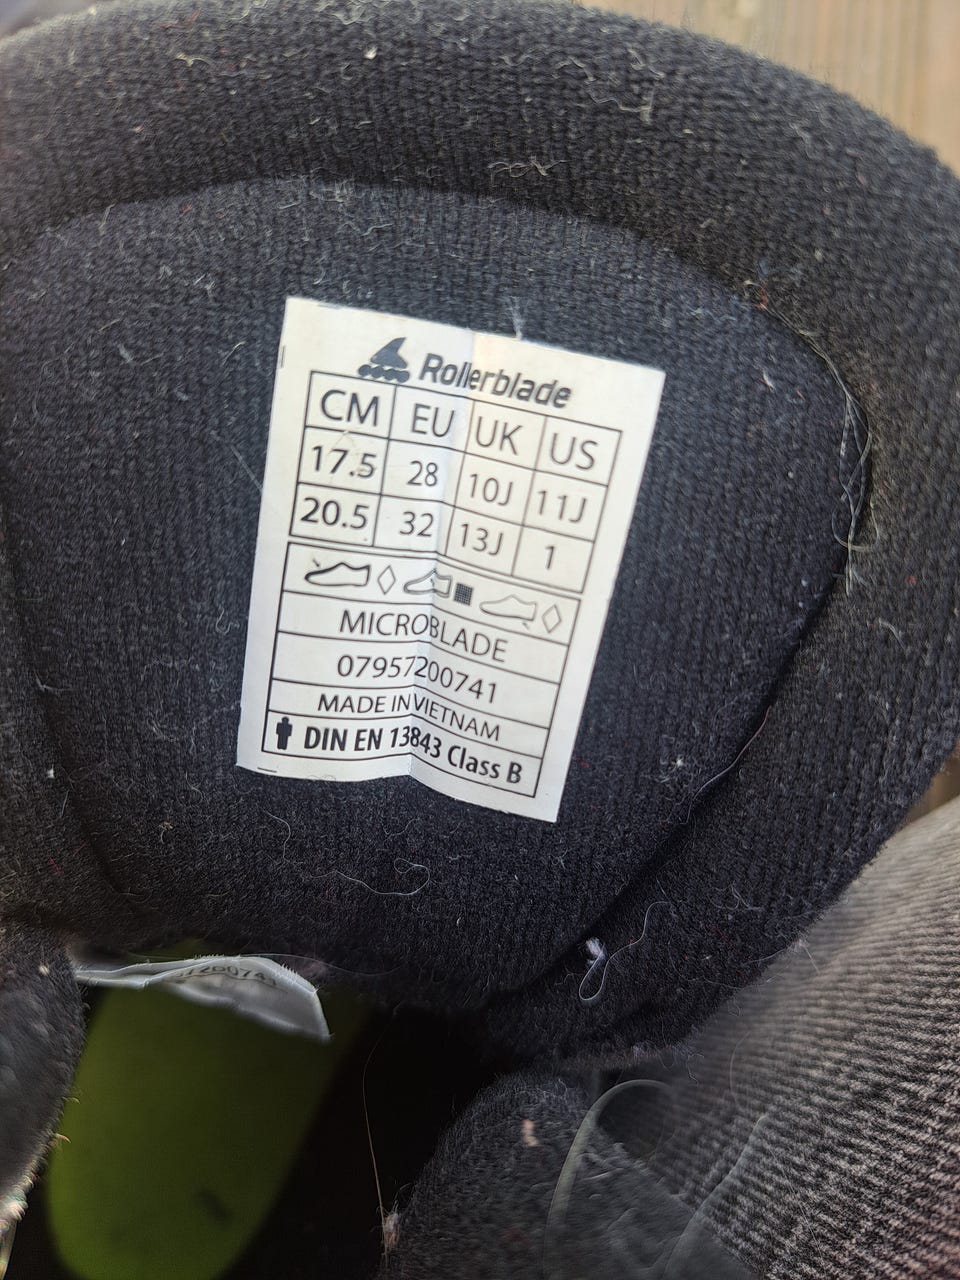 Rollerblade
CM EU UK US
17.5 28 10J 11J
20.5 32 13J 1
MICROBLADE
07957200741
MADE IN VIETNAM
DIN EN 13843 Class B